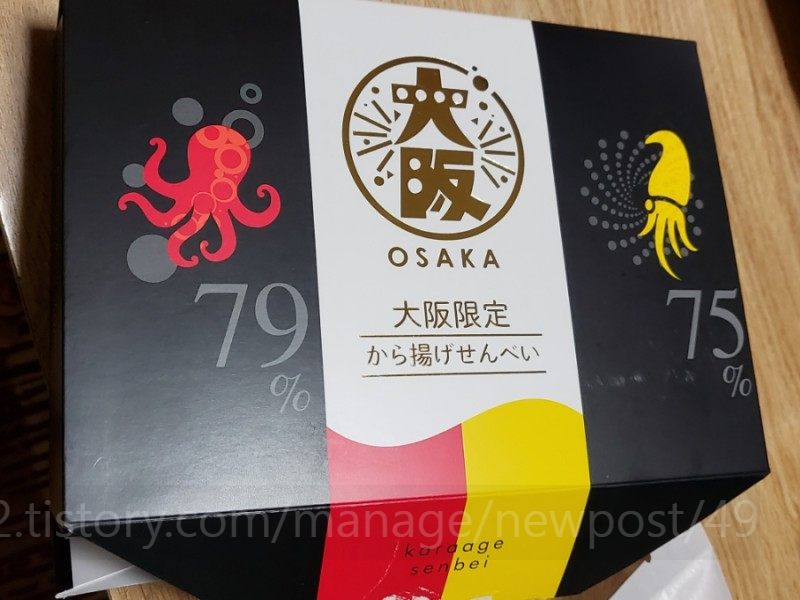 大阪
OSAKA
大阪限定
から揚げせんべい
79
%
75
%
karaage
senbei
2.tistory.com/manage/newpost/49